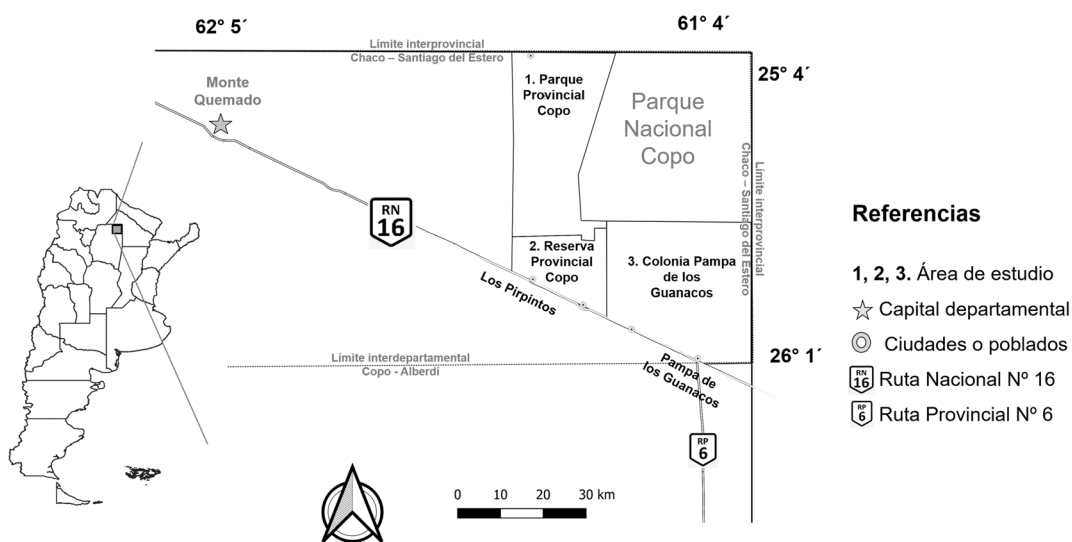 62° 5´
61° 4´
Límite interprovincial
Chaco – Santiago del Estero
25° 4´
Monte
Quemado
1. Parque
Provincial
Copo
Parque
Nacional
Copo
Límite interprovincial
Chaco – Santiago del Estero
RN
16
2. Reserva
Provincial
Copo
3. Colonia Pampa
de los
Guanacos
Los Pirpintos
Límite interdepartamental
Copo - Alberdi
Pampa de
los Guanacos
26° 1´
RP
6
0 10 20 30 km
Referencias
1, 2, 3. Área de estudio
Capital departamental
Ciudades o poblados
RN
16
Ruta Nacional Nº 16
RP
6
Ruta Provincial Nº 6